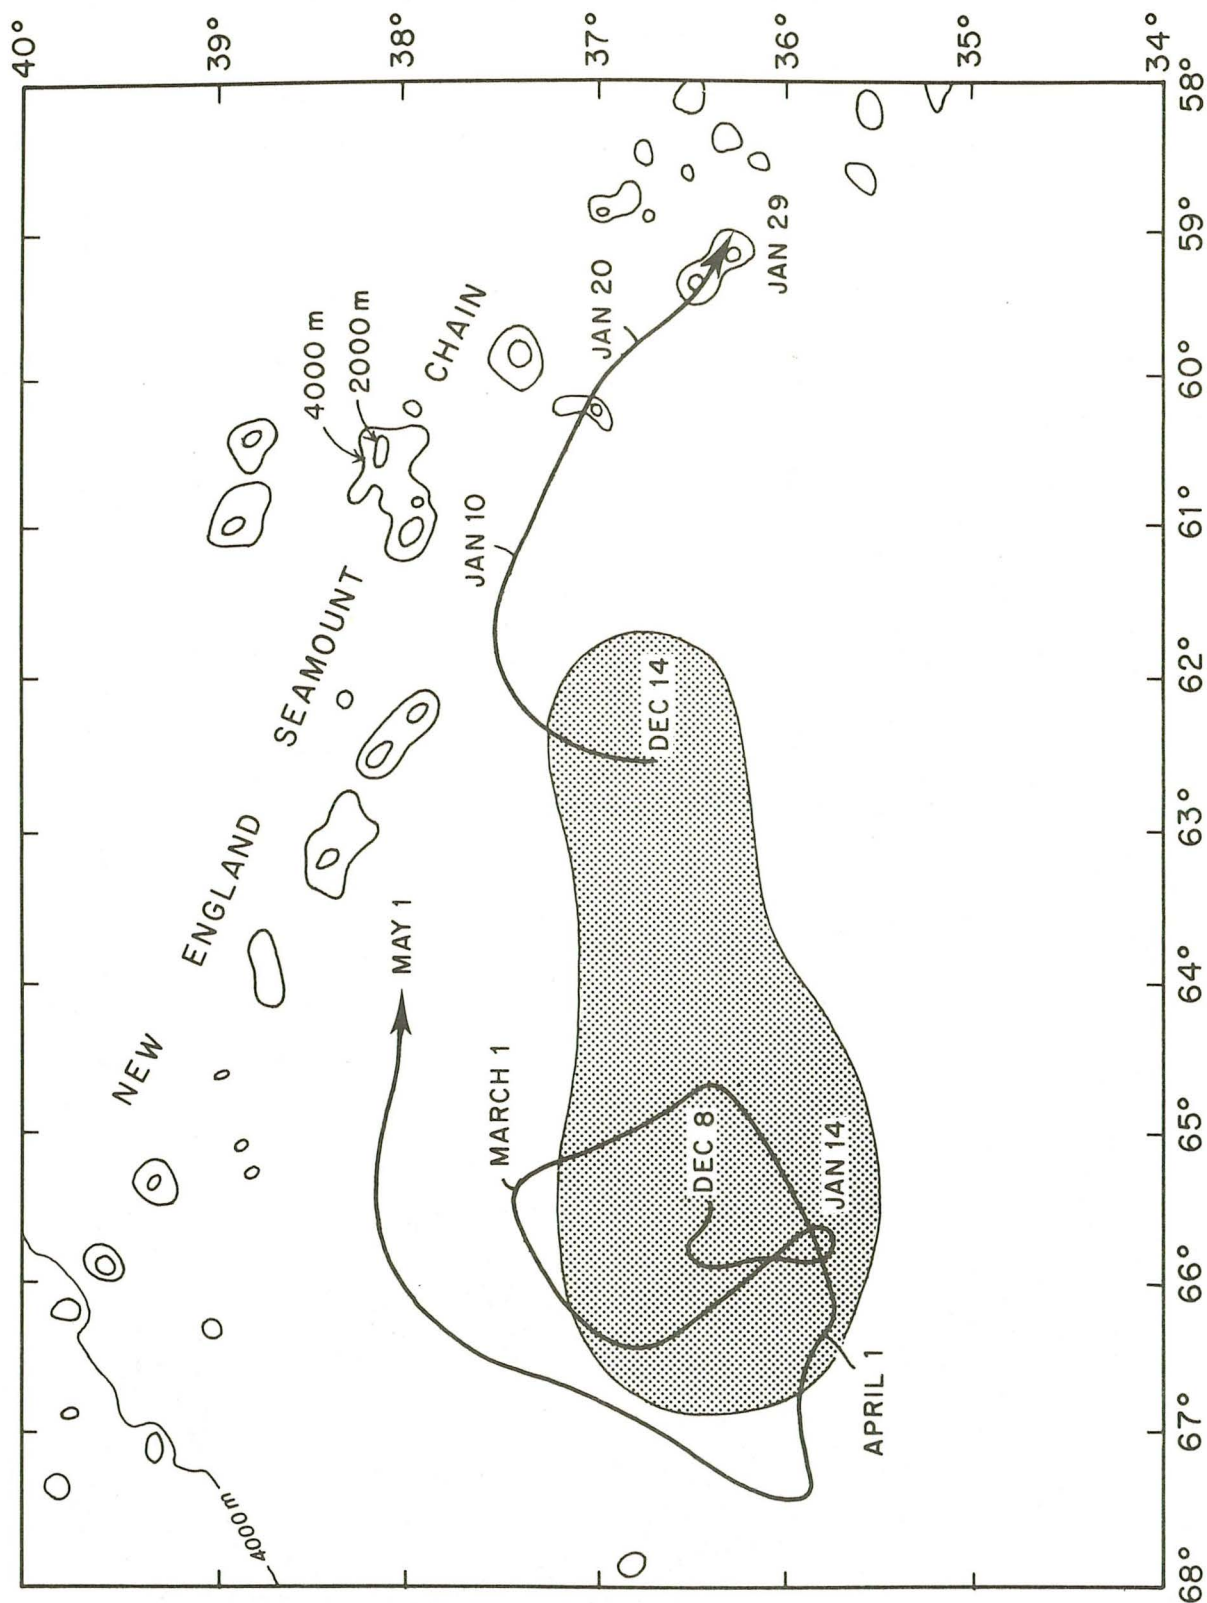 40°
39°
38°
37°
36°
35°
34°
68°
67°
66°
65°
64°
63°
62°
61°
60°
59°
58°
NEW
ENGLAND
SEAMOUNT
CHAIN
4000 m
2000 m
4000 m
MAY 1
MARCH 1
DEC 8
JAN 14
APRIL 1
DEC 14
JAN 10
JAN 20
JAN 29